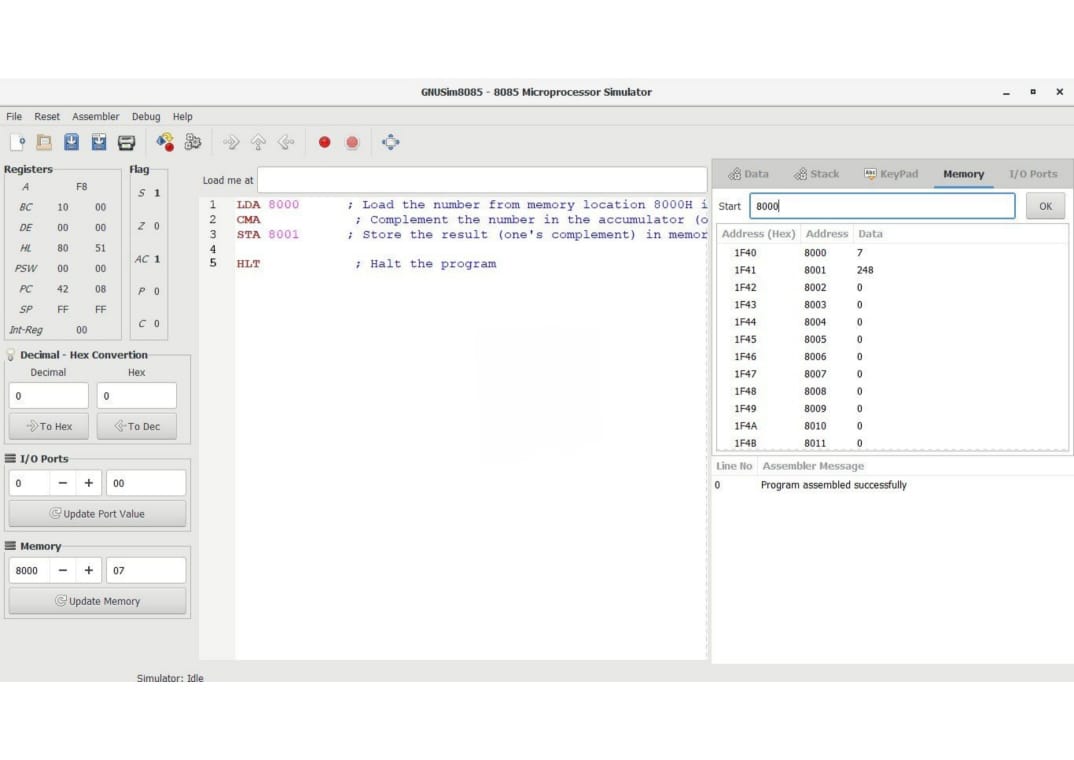 GNUSim8085 - 8085 Microprocessor Simulator
File Reset Assembler Debug Help
Registers
A F8
BC 10 00
DE 00 00
HL 80 51
PSW 00 00
PC 42 08
SP FF FF
Int-Reg 00
Flag
S 1
Z 0
AC 1
P 0
C 0
Decimal - Hex Convertion
Decimal Hex
0 0
To Hex To Dec
I/O Ports
0 − + 00
Update Port Value
Memory
8000 − + 07
Update Memory
Load me at
1 LDA 8000 ; Load the number from memory location 8000H i
2 CMA ; Complement the number in the accumulator (o
3 STA 8001 ; Store the result (one's complement) in memor
4
5 HLT ; Halt the program
Data Stack KeyPad Memory I/O Ports
Start 8000 OK
Address (Hex) Address Data
1F40 8000 7
1F41 8001 248
1F42 8002 0
1F43 8003 0
1F44 8004 0
1F45 8005 0
1F46 8006 0
1F47 8007 0
1F48 8008 0
1F49 8009 0
1F4A 8010 0
1F4B 8011 0
Line No Assembler Message
0 Program assembled successfully
Simulator: Idle